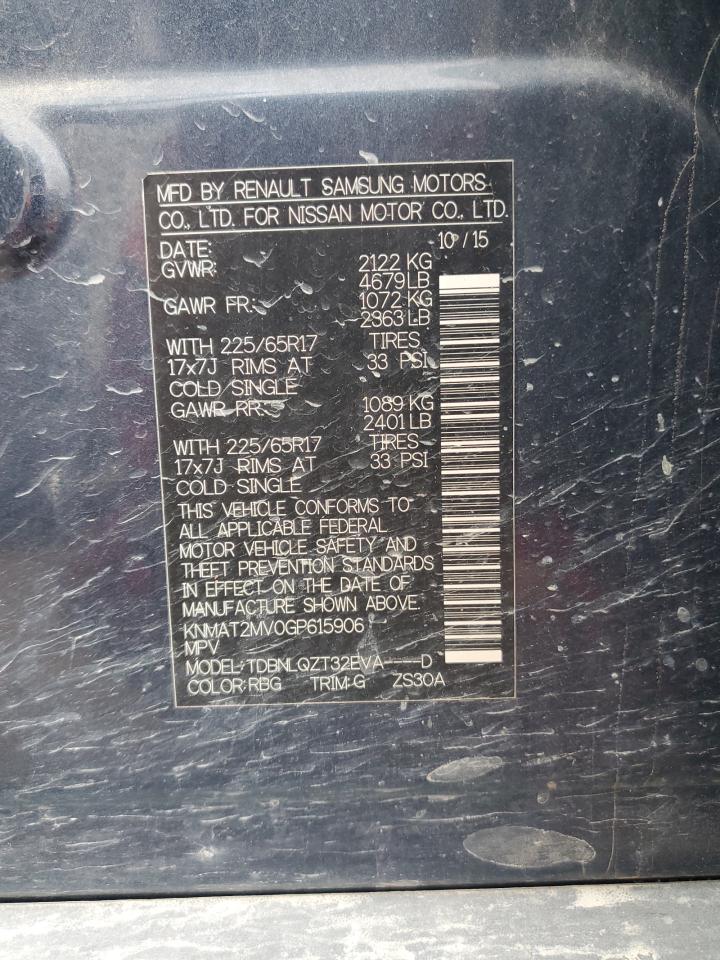 MFD BY RENAULT SAMSUNG MOTORS
CO., LTD. FOR NISSAN MOTOR CO., LTD.
DATE: 10 / 15
GVWR: 2122 KG
4679 LB
GAWR FR: 1072 KG
2363 LB
WITH 225/65R17 TIRES
17x7J RIMS AT 33 PSI
COLD SINGLE
GAWR RR: 1089 KG
2401 LB
WITH 225/65R17 TIRES
17x7J RIMS AT 33 PSI
COLD SINGLE
THIS VEHICLE CONFORMS TO
ALL APPLICABLE FEDERAL
MOTOR VEHICLE SAFETY AND
THEFT PREVENTION STANDARDS
IN EFFECT ON THE DATE OF
MANUFACTURE SHOWN ABOVE.
KNMAT2MV0GP615906
MPV
MODEL: TDBNLQZT32EVA----D
COLOR: RBG TRIM: G ZS30A